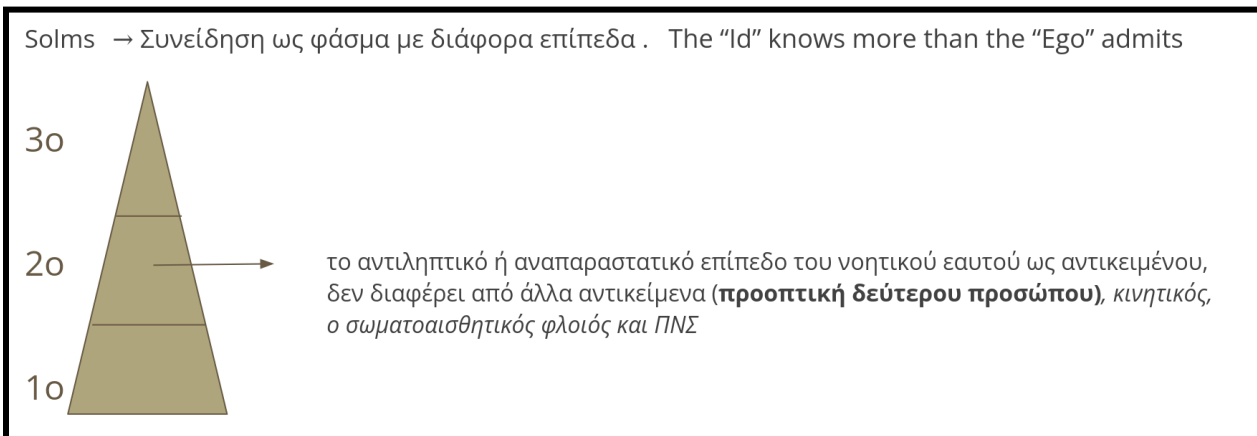 Solms → Συνείδηση ως φάσμα με διάφορα επίπεδα . The “Id” knows more than the “Ego” admits
3ο
2ο
το αντιληπτικό ή αναπαραστατικό επίπεδο του νοητικού εαυτού ως αντικειμένου,
δεν διαφέρει από άλλα αντικείμενα (προοπτική δεύτερου προσώπου), κινητικός,
ο σωματοαισθητικός φλοιός και ΠΝΣ
1ο